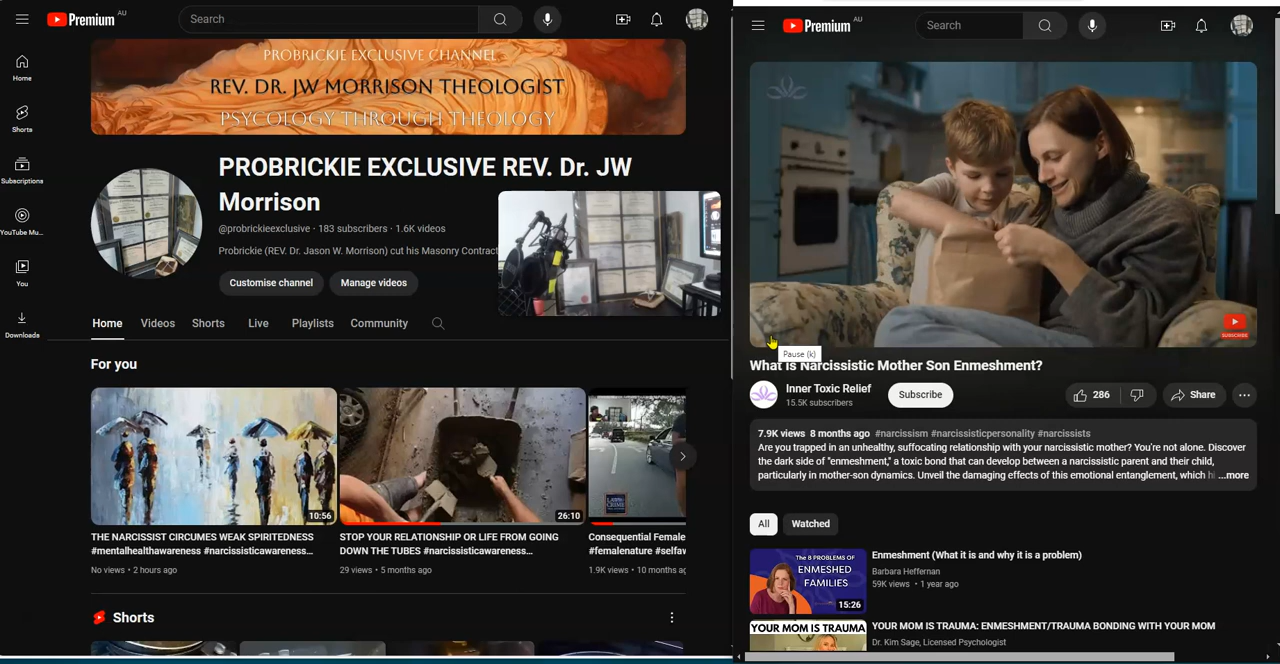 Premium AU
Search
Home
Shorts
Subscriptions
YouTube Mu...
You
Downloads
PROBRICKIE EXCLUSIVE CHANNEL
REV. DR. JW MORRISON THEOLOGIST
PSYCOLOGY THROUGH THEOLOGY
PROBRICKIE EXCLUSIVE REV. Dr. JW
Morrison
@probrickieexclusive • 183 subscribers • 1.6K videos
Probrickie (REV. Dr. Jason W. Morrison) cut his Masonry Contract
Customise channel
Manage videos
Home
Videos
Shorts
Live
Playlists
Community
For you
10:56
26:10
THE NARCISSIST CIRCUMES WEAK SPIRITEDNESS
#mentalhealthawareness #narcissisticawareness...
No views • 2 hours ago
STOP YOUR RELATIONSHIP OR LIFE FROM GOING
DOWN THE TUBES #narcissisticawareness...
29 views • 5 months ago
Consequential Female
#femalenature #selfaw
1.9K views • 10 months ag
Shorts
Premium AU
Search
SUBSCRIBE
Pause (k)
What is Narcissistic Mother Son Enmeshment?
Inner Toxic Relief
15.5K subscribers
Subscribe
286
Share
7.9K views 8 months ago #narcissism #narcissisticpersonality #narcissists
Are you trapped in an unhealthy, suffocating relationship with your narcissistic mother? You're not alone. Discover
the dark side of "enmeshment," a toxic bond that can develop between a narcissistic parent and their child,
particularly in mother-son dynamics. Unveil the damaging effects of this emotional entanglement, which hi ...more
All
Watched
THE 8 PROBLEMS OF
ENMESHED
FAMILIES
15:26
Enmeshment (What it is and why it is a problem)
Barbara Heffernan
59K views • 1 year ago
YOUR MOM IS TRAUMA
YOUR MOM IS TRAUMA: ENMESHMENT/TRAUMA BONDING WITH YOUR MOM
Dr. Kim Sage, Licensed Psychologist